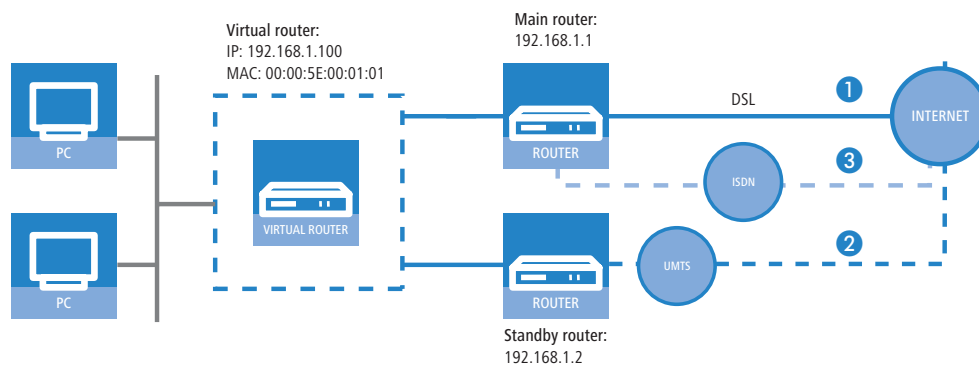 Virtual router:
IP: 192.168.1.100
MAC: 00:00:5E:00:01:01
Main router:
192.168.1.1
PC
VIRTUAL ROUTER
ROUTER
DSL
1
INTERNET
3
ISDN
PC
ROUTER
UMTS
2
Standby router:
192.168.1.2